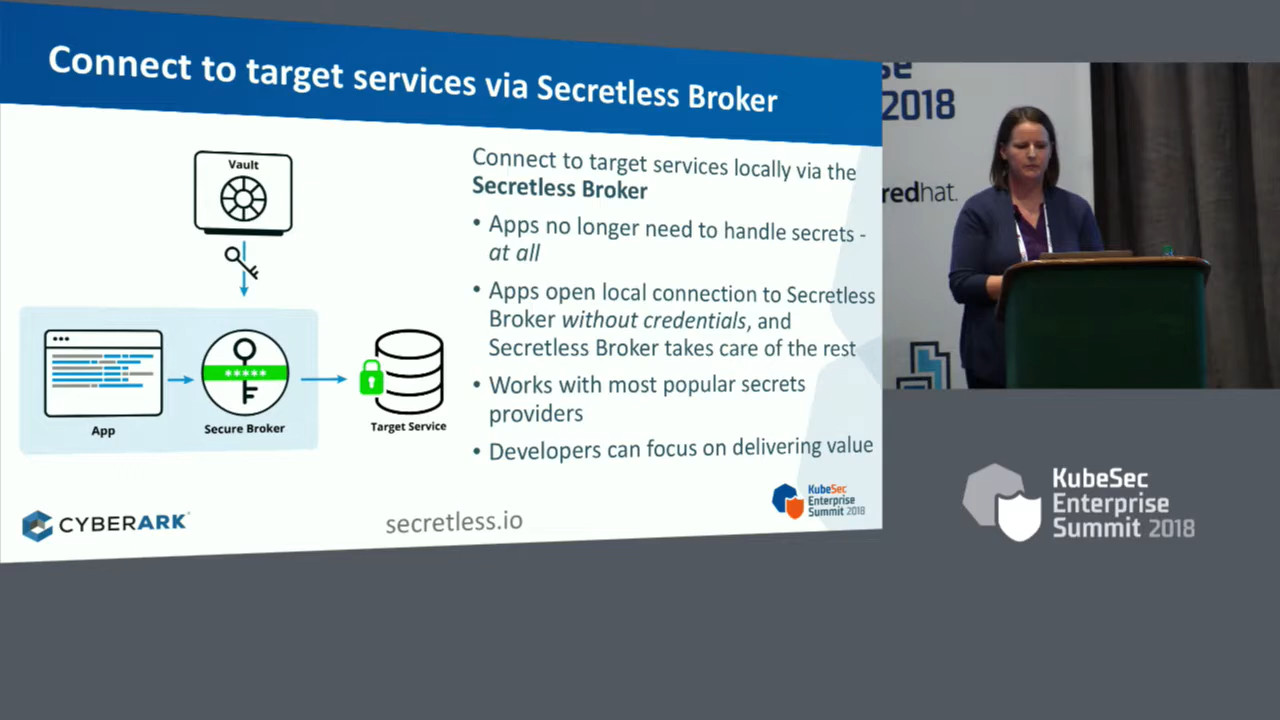 Connect to target services via Secretless Broker
Vault
App
Secure Broker
*****
Target Service
Connect to target services locally via the
Secretless Broker
• Apps no longer need to handle secrets -
at all
• Apps open local connection to Secretless
Broker without credentials, and
Secretless Broker takes care of the rest
• Works with most popular secrets
providers
• Developers can focus on delivering value
CYBERARK
secretless.io
KubeSec
Enterprise
Summit 2018
se
2018
redhat.
KubeSec
Enterprise
Summit 2018